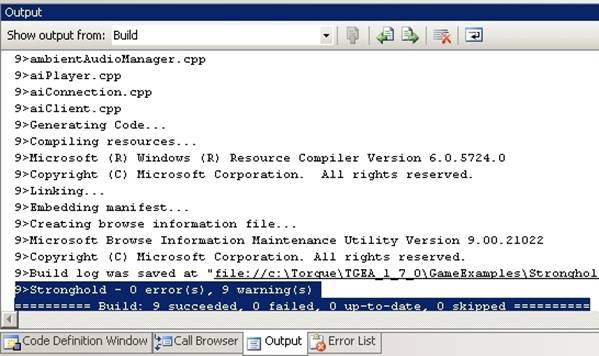 Output
Show output from: Build
9>ambientAudioManager.cpp
9>aiPlayer.cpp
9>aiConnection.cpp
9>aiClient.cpp
9>Generating Code...
9>Compiling resources...
9>Microsoft (R) Windows (R) Resource Compiler Version 6.0.5724.0
9>Copyright (C) Microsoft Corporation.  All rights reserved.
9>Linking...
9>Embedding manifest...
9>Creating browse information file...
9>Microsoft Browse Information Maintenance Utility Version 9.00.21022
9>Copyright (C) Microsoft Corporation. All rights reserved.
9>Build log was saved at "file://c:\Torque\TGEA_1_7_0\GameExamples\Stronghol
9>Stronghold - 0 error(s), 9 warning(s)
========== Build: 9 succeeded, 0 failed, 0 up-to-date, 0 skipped ==========
Code Definition Window Call Browser Output Error List